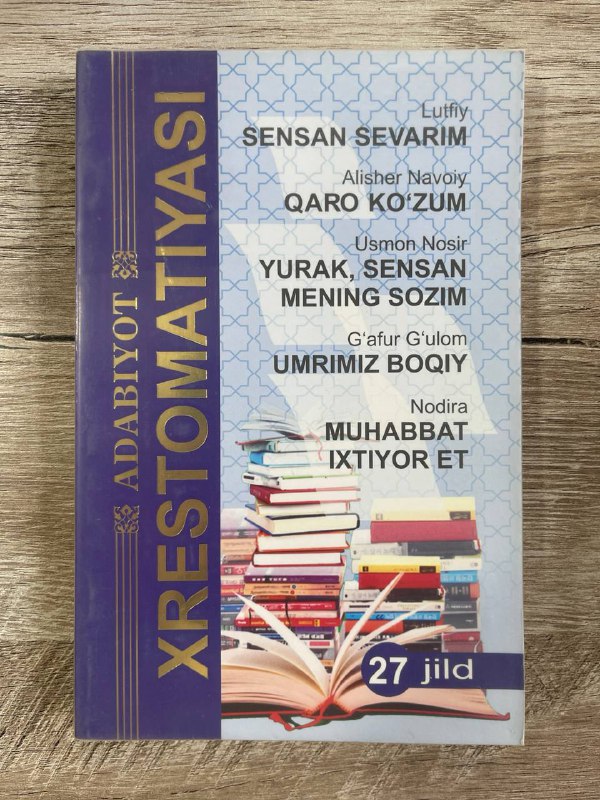 ADABIYOT
XRESTOMATIYASI
Lutfiy
SENSAN SEVARIM
Alisher Navoiy
QARO KO‘ZUM
Usmon Nosir
YURAK, SENSAN
MENING SOZIM
G‘afur G‘ulom
UMRIMIZ BOQIY
Nodira
MUHABBAT
IXTIYOR ET
27 jild